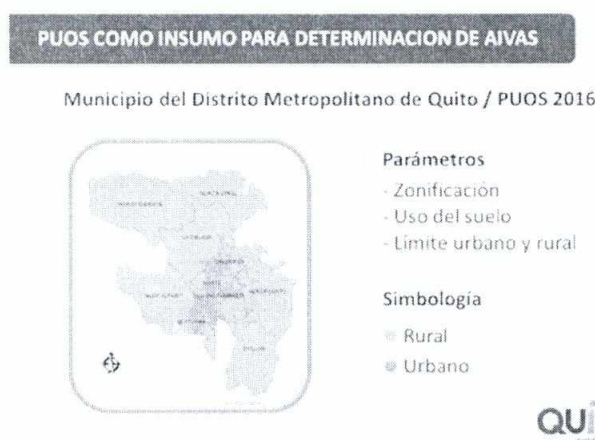 PUOS COMO INSUMO PARA DETERMINACION DE AIVAS
Municipio del Distrito Metropolitano de Quito / PUOS 2016
Parámetros
- Zonificación
- Uso del suelo
- Límite urbano y rural
Simbología
Rural
Urbano
QUI